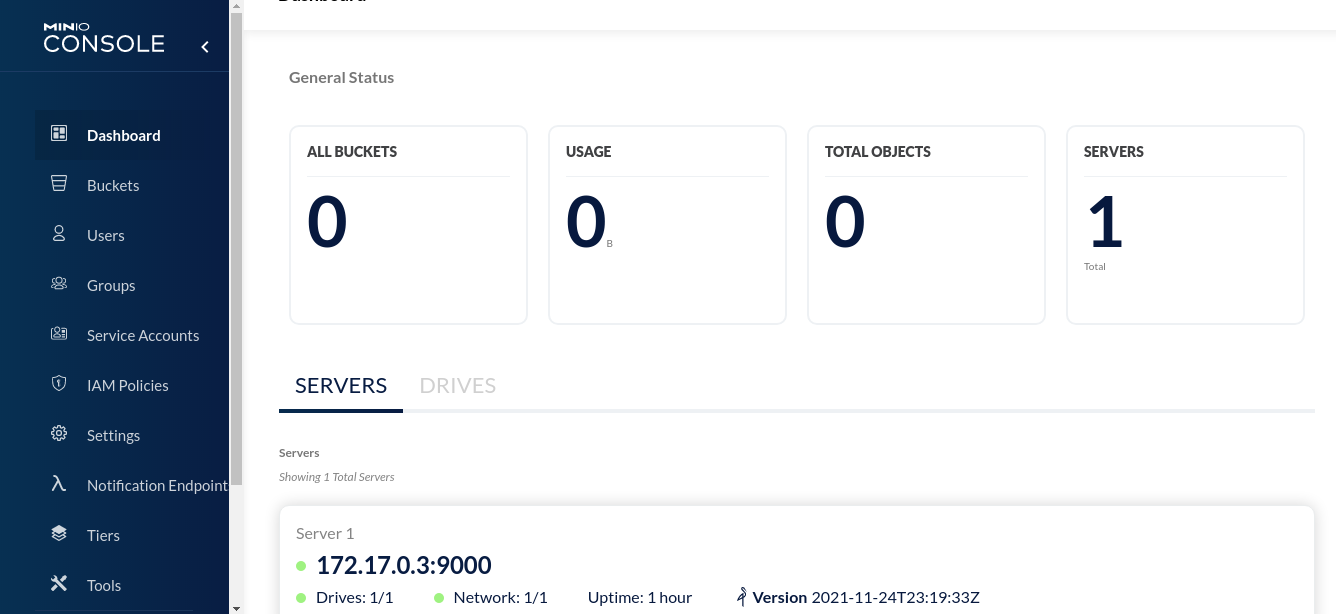 Dashboard
MINIO
CONSOLE
General Status
Dashboard
Buckets
Users
Groups
Service Accounts
IAM Policies
Settings
Notification Endpoint
Tiers
Tools
ALL BUCKETS
0
USAGE
0 B
TOTAL OBJECTS
0
SERVERS
1
Total
SERVERS DRIVES
Servers
Showing 1 Total Servers
Server 1
172.17.0.3:9000
Drives: 1/1 Network: 1/1 Uptime: 1 hour Version 2021-11-24T23:19:33Z